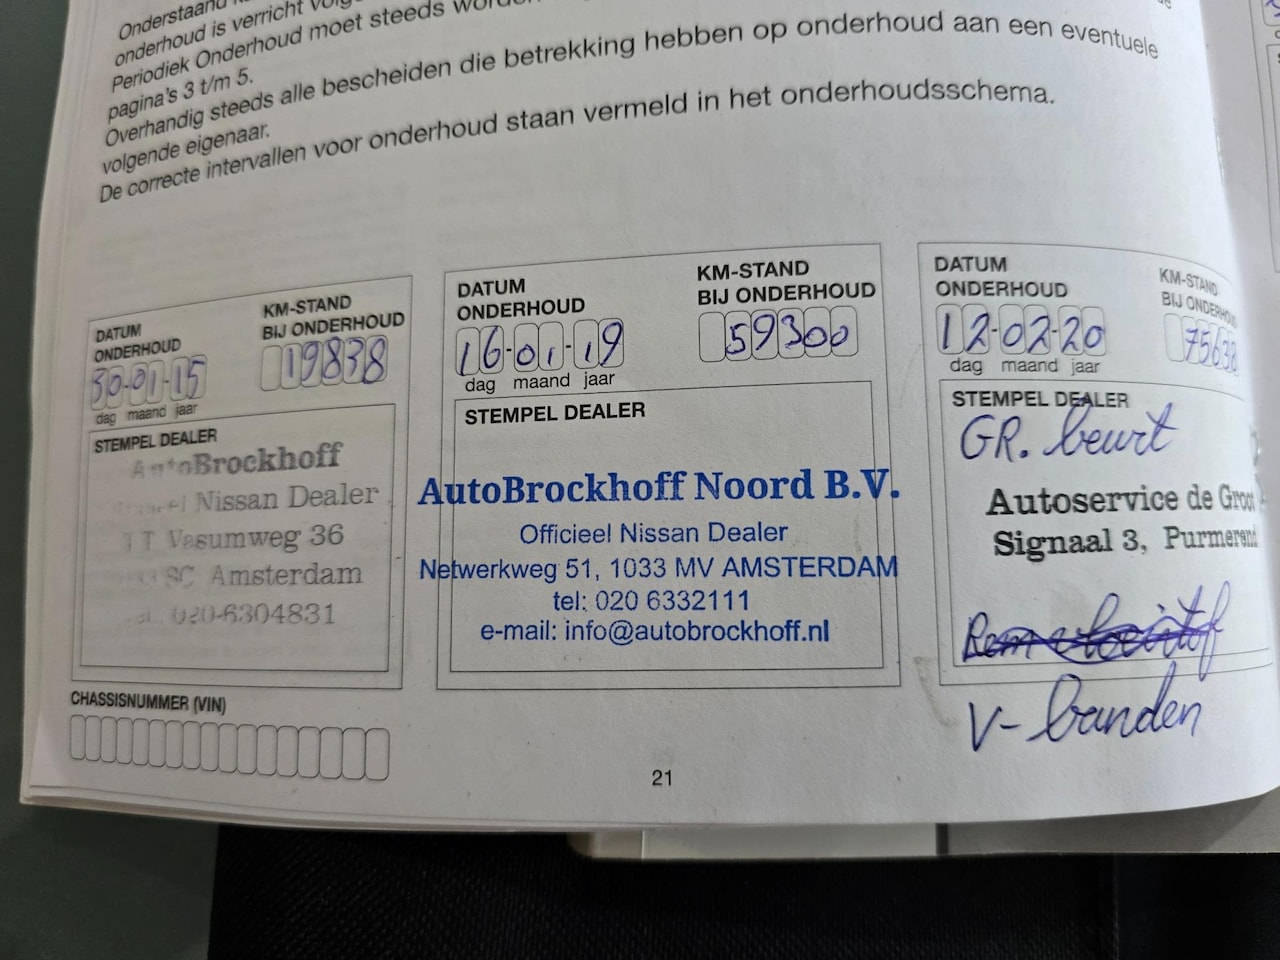 Onderstaand
onderhoud is verricht
Periodiek Onderhoud moet steeds
pagina's 3 t/m 5.
Overhandig steeds alle bescheiden die betrekking hebben op onderhoud aan een eventuele
volgende eigenaar.
De correcte intervallen voor onderhoud staan vermeld in het onderhoudsschema.
DATUM
ONDERHOUD
KM-STAND
BIJ ONDERHOUD
30-01-15
19838
dag maand jaar
STEMPEL DEALER
AutoBrockhoff
Nissan Dealer
Vasumweg 36
SC Amsterdam
020-6304831
CHASSISNUMMER (VIN)
DATUM
ONDERHOUD
KM-STAND
BIJ ONDERHOUD
16-01-19
59300
dag maand jaar
STEMPEL DEALER
AutoBrockhoff Noord B.V.
Officieel Nissan Dealer
Netwerkweg 51, 1033 MV AMSTERDAM
tel: 020 6332111
e-mail: info@autobrockhoff.nl
DATUM
ONDERHOUD
KM-STAND
BIJ ONDERHOUD
12-02-20
75638
dag maand jaar
STEMPEL DEALER
GR. beurt
Autoservice de Groot
Signaal 3, Purmerend
V- banden
21